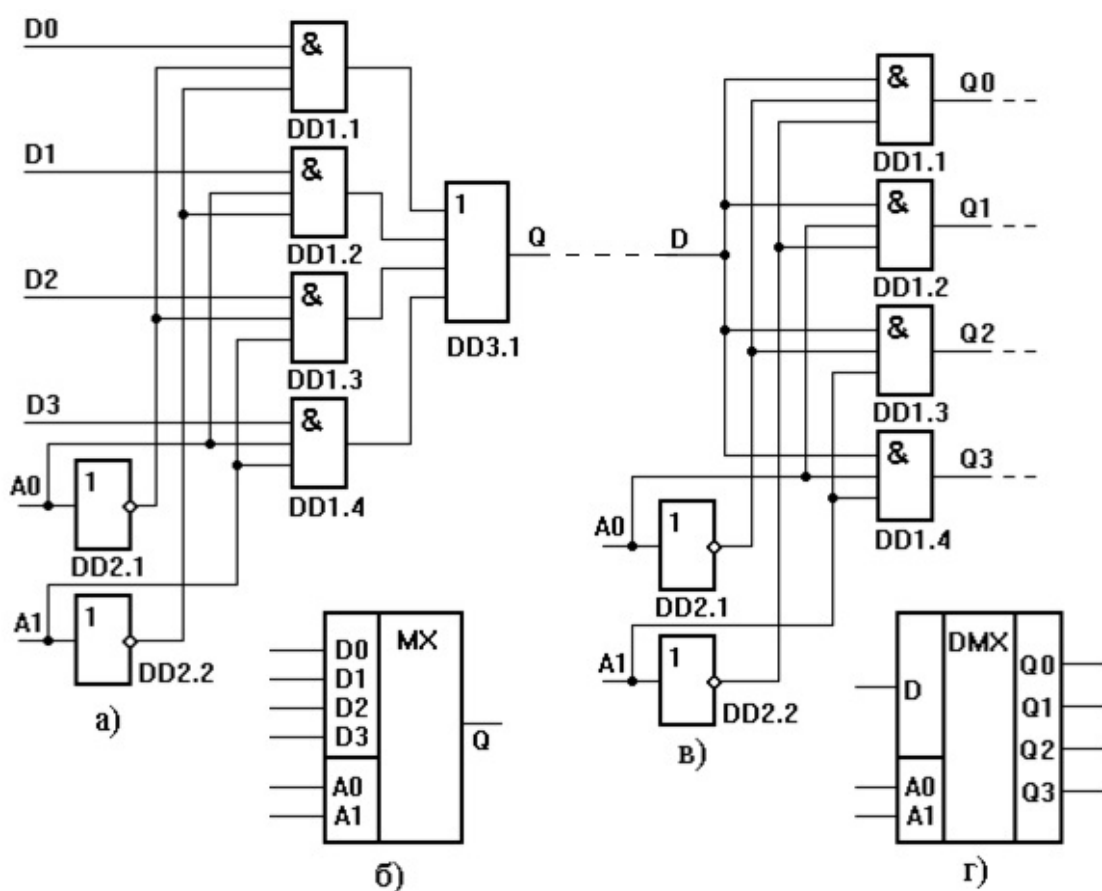 D0
&
DD1.1
D1
&
DD1.2
D2
&
DD1.3
D3
&
DD1.4
1
DD3.1
Q
A0
1
DD2.1
A1
1
DD2.2
а)
D0
D1
D2
D3
A0
A1
MX
Q
б)
D
&
Q0
DD1.1
&
Q1
DD1.2
&
Q2
DD1.3
&
Q3
DD1.4
A0
1
DD2.1
A1
1
DD2.2
в)
D
A0
A1
DMX
Q0
Q1
Q2
Q3
г)